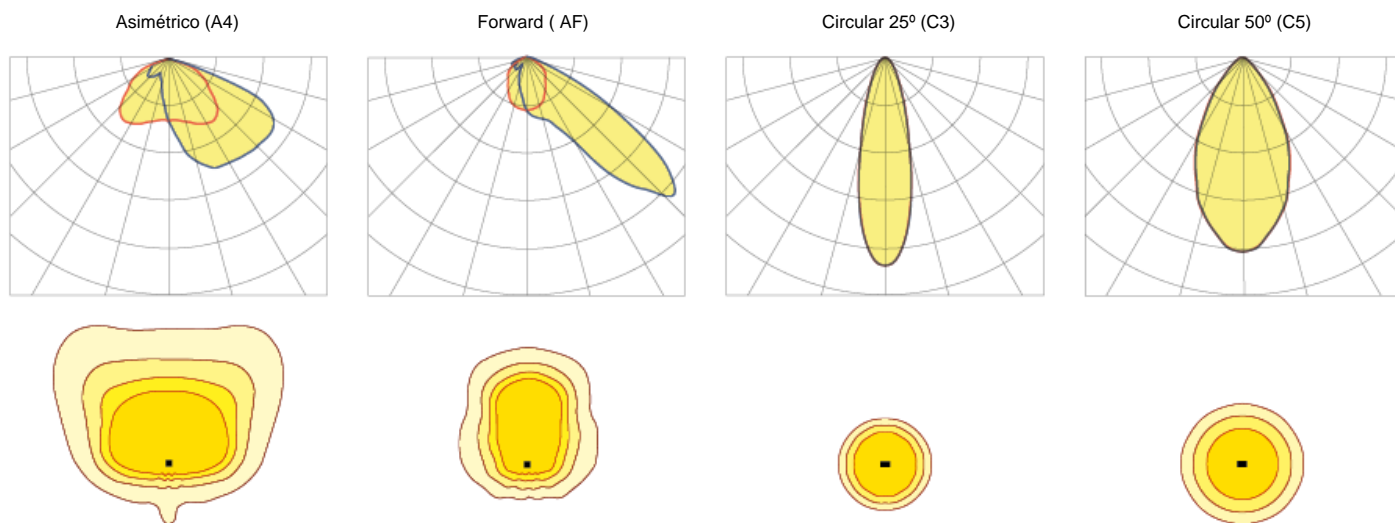 Asimétrico (A4)
Forward ( AF)
Circular 25º (C3)
Circular 50º (C5)